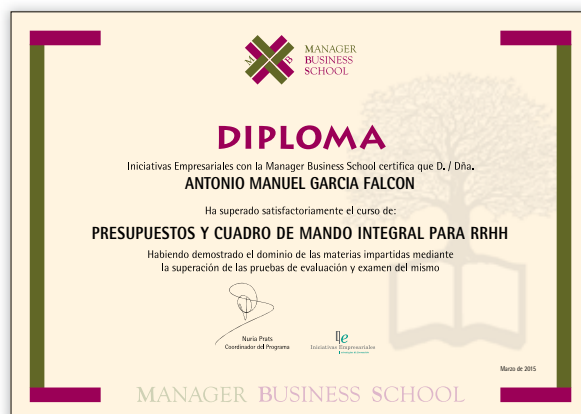 M B
MANAGER
BUSINESS
SCHOOL
DIPLOMA
Iniciativas Empresariales con la Manager Business School certifica que D. / Dña.
ANTONIO MANUEL GARCIA FALCON
Ha superado satisfactoriamente el curso de:
PRESUPUESTOS Y CUADRO DE MANDO INTEGRAL PARA RRHH
Habiendo demostrado el dominio de las materias impartidas mediante
la superación de las pruebas de evaluación y examen del mismo
Nuria Prats
Coordinador del Programa
Iniciativas Empresariales
Marzo de 2015
MANAGER BUSINESS SCHOOL